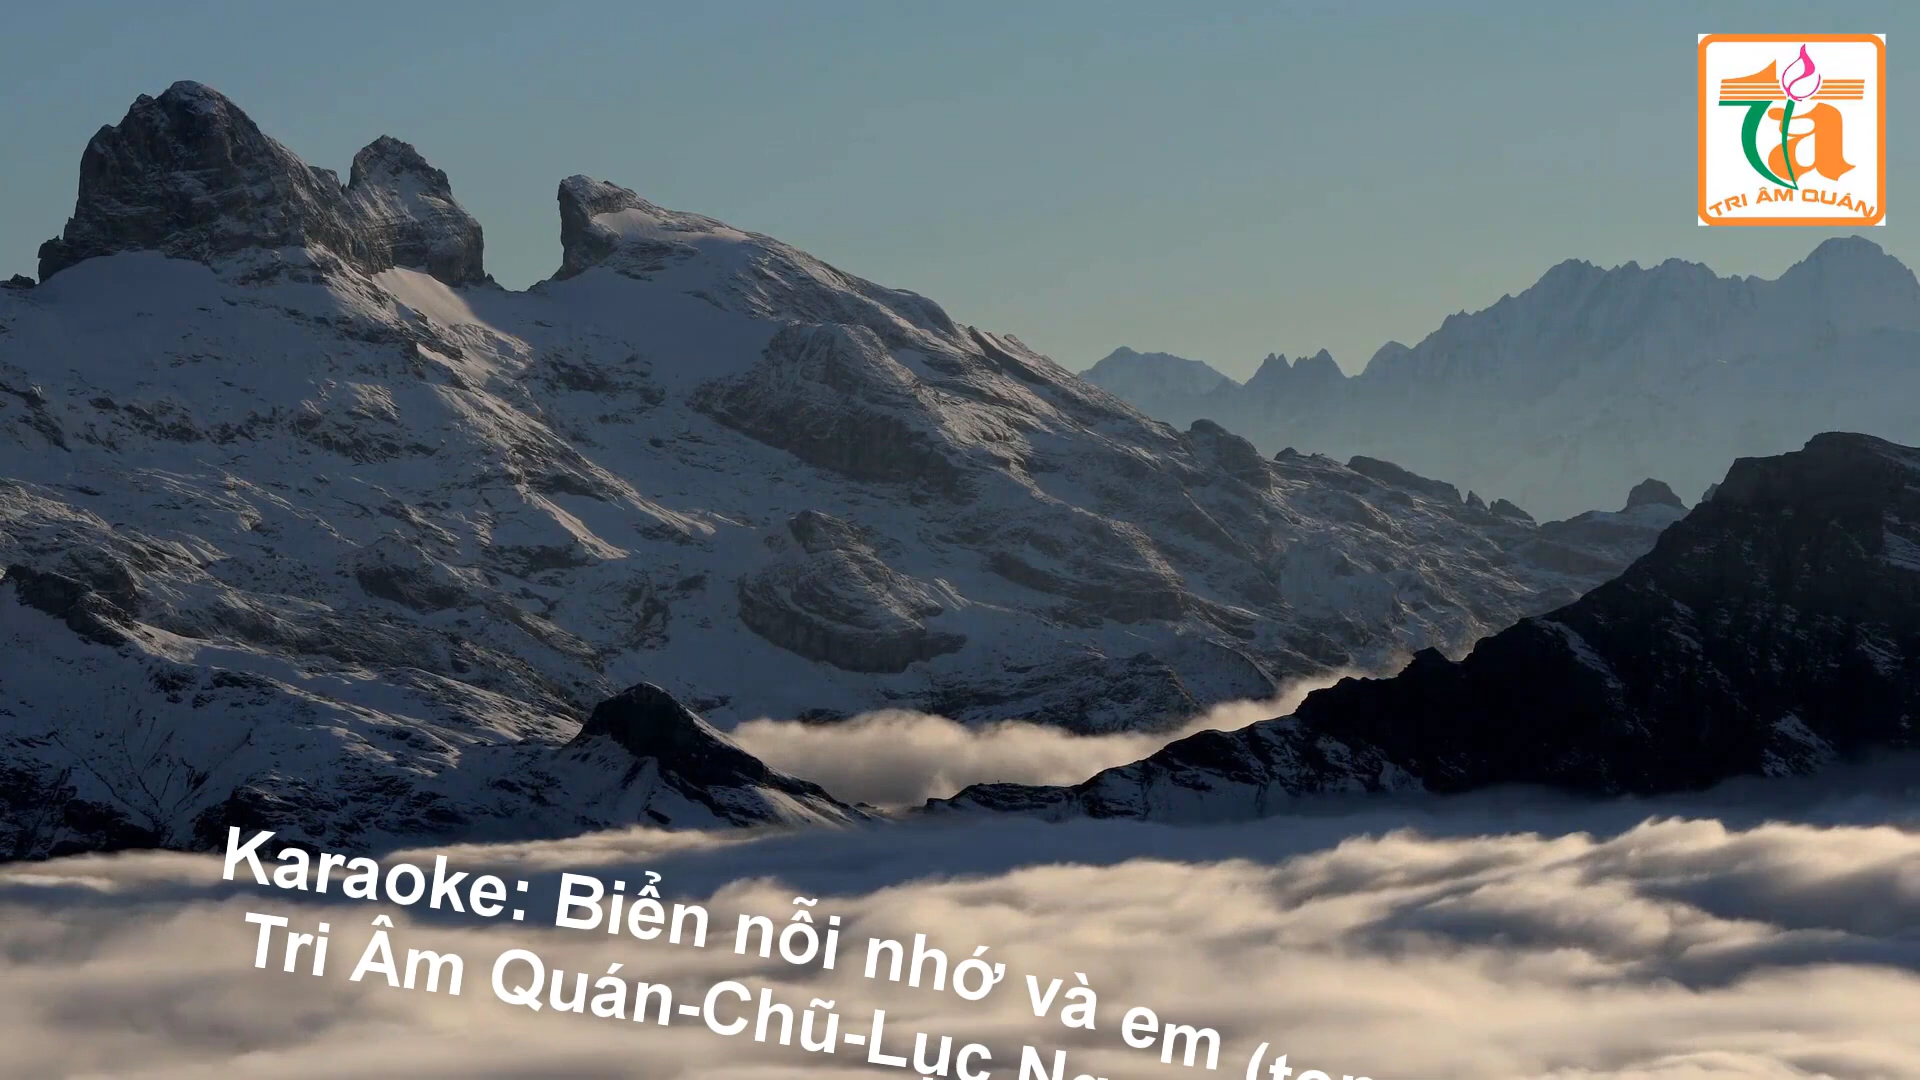 TRI ÂM QUÁN
Karaoke: Biển nỗi nhớ và em
Tri Âm Quán-Chũ-Lục